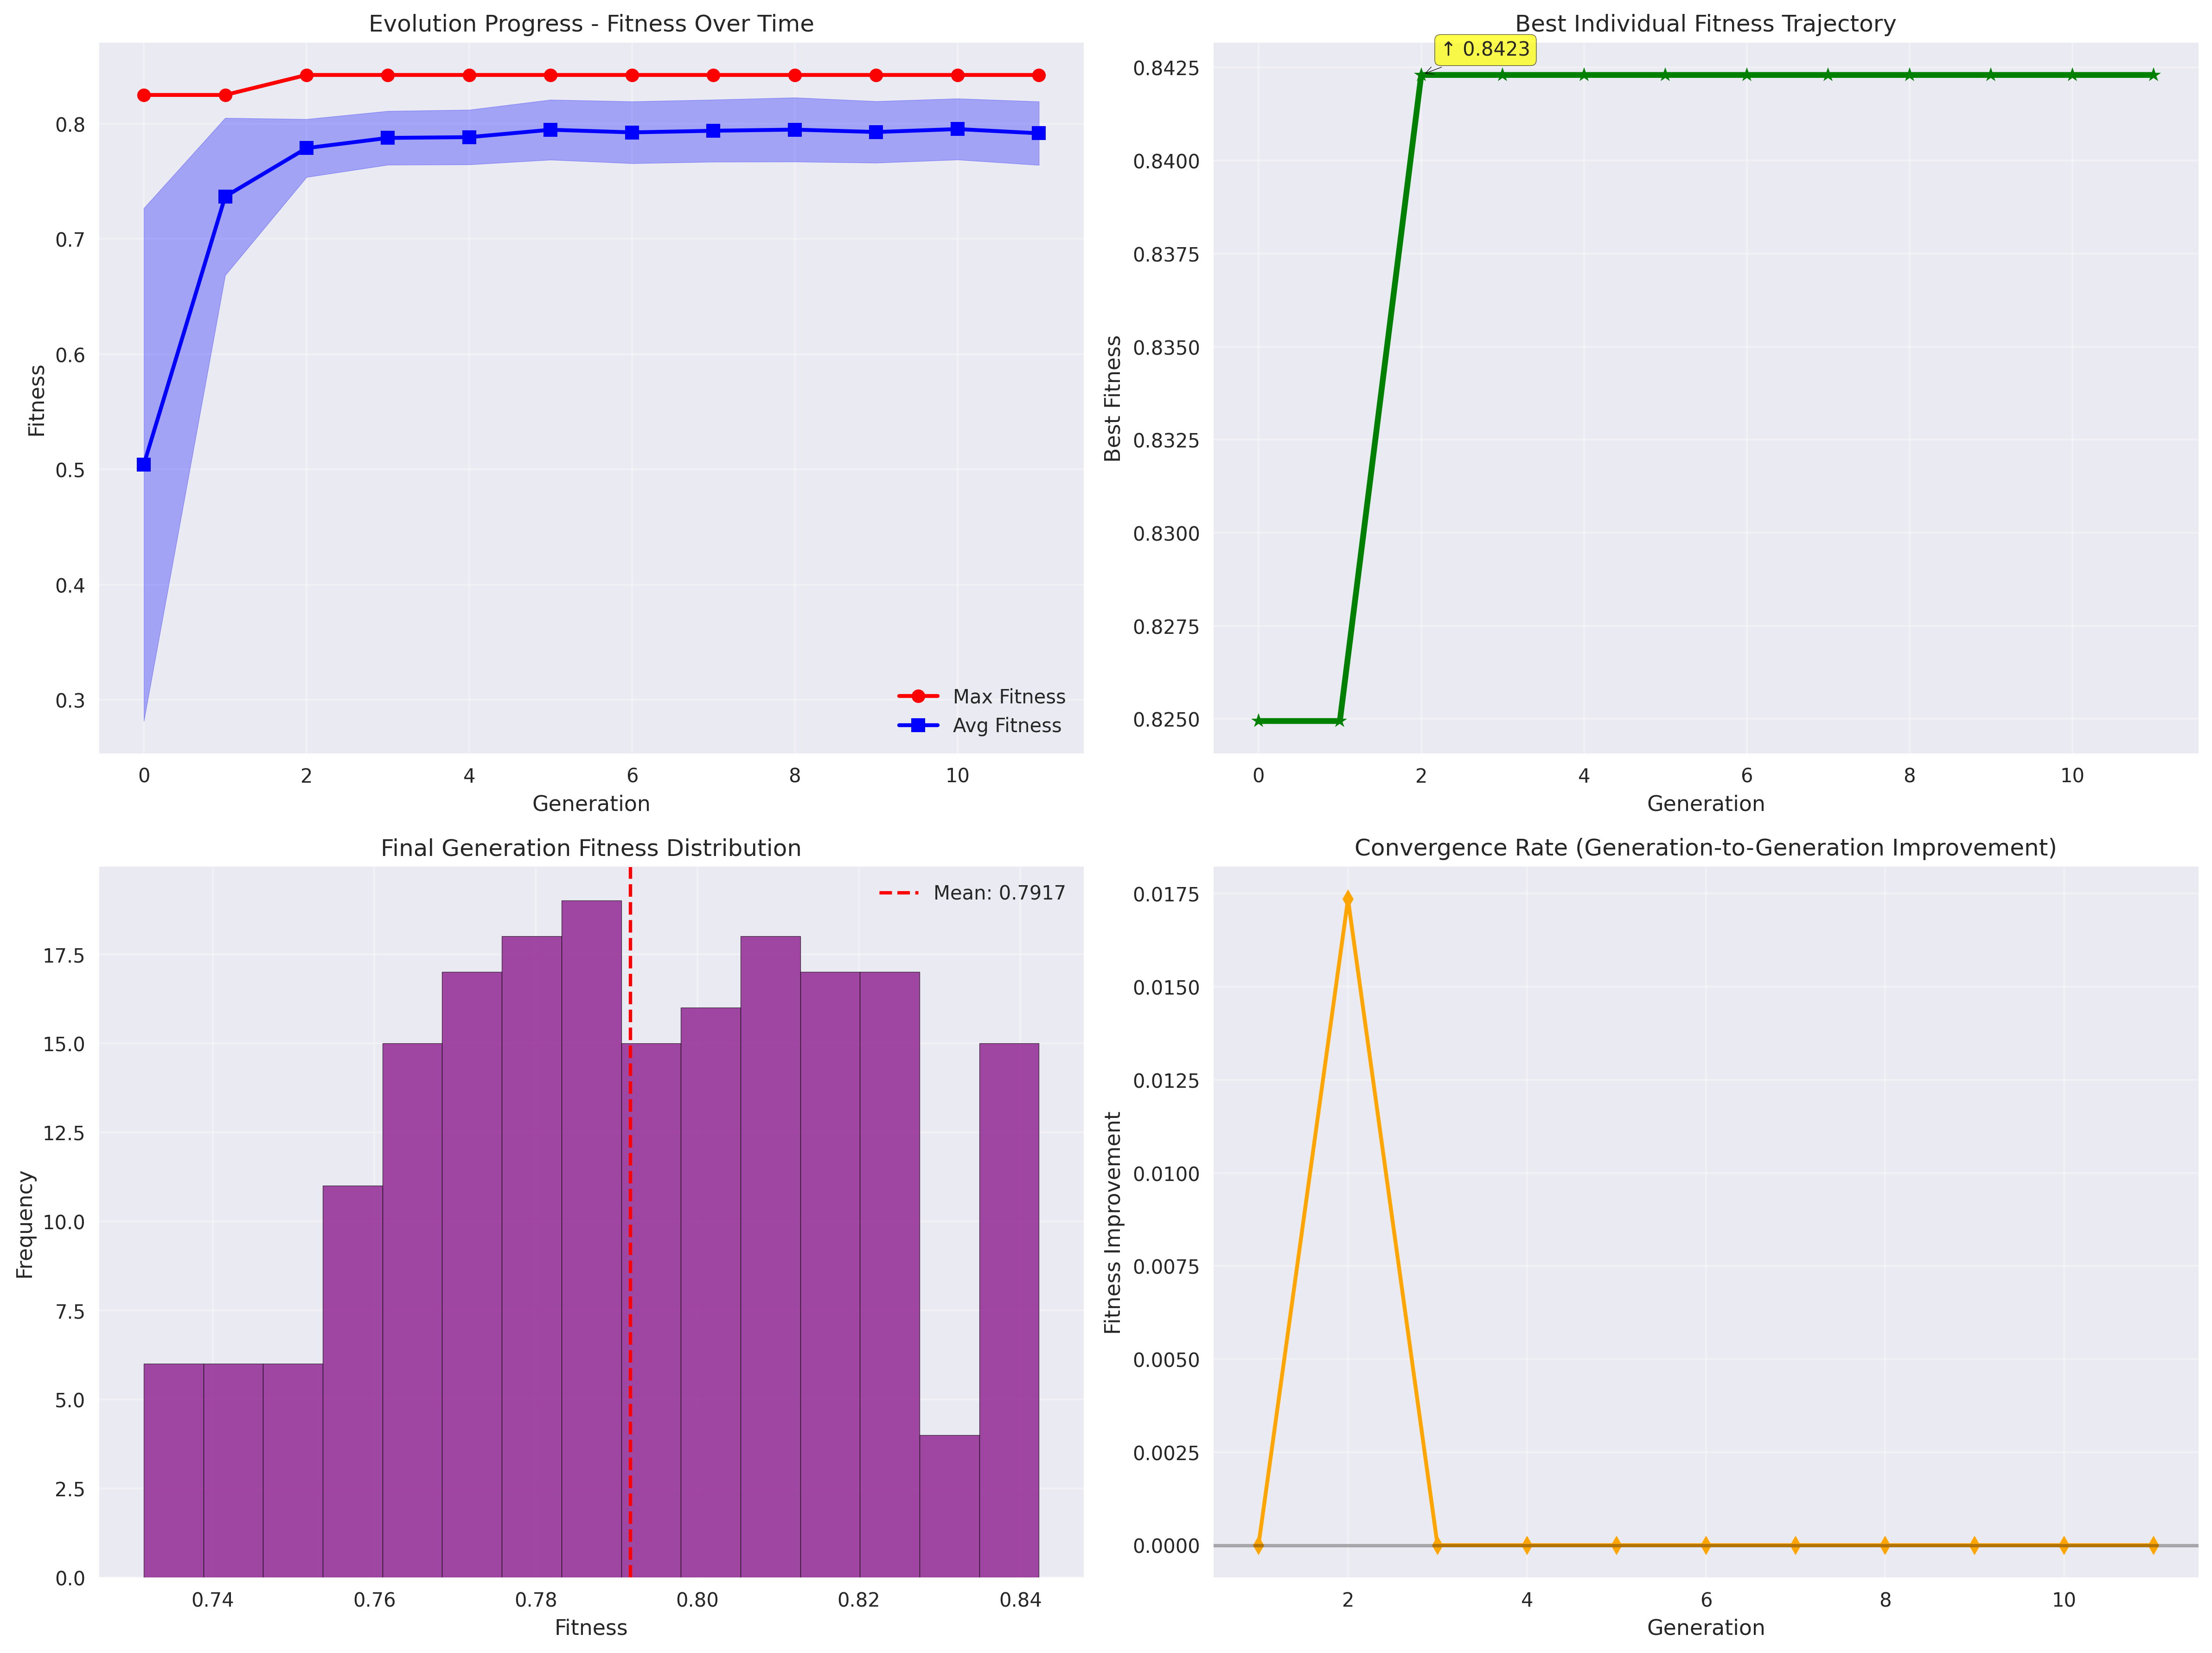 Evolution Progress - Fitness Over Time
Fitness
0.8
0.7
0.6
0.5
0.4
0.3
Max Fitness
Avg Fitness
0 2 4 6 8 10
Generation
Best Individual Fitness Trajectory
↑ 0.8423
Best Fitness
0.8425
0.8400
0.8375
0.8350
0.8325
0.8300
0.8275
0.8250
0 2 4 6 8 10
Generation
Final Generation Fitness Distribution
Mean: 0.7917
Frequency
17.5
15.0
12.5
10.0
7.5
5.0
2.5
0.0
0.74 0.76 0.78 0.80 0.82 0.84
Fitness
Convergence Rate (Generation-to-Generation Improvement)
Fitness Improvement
0.0175
0.0150
0.0125
0.0100
0.0075
0.0050
0.0025
0.0000
2 4 6 8 10
Generation